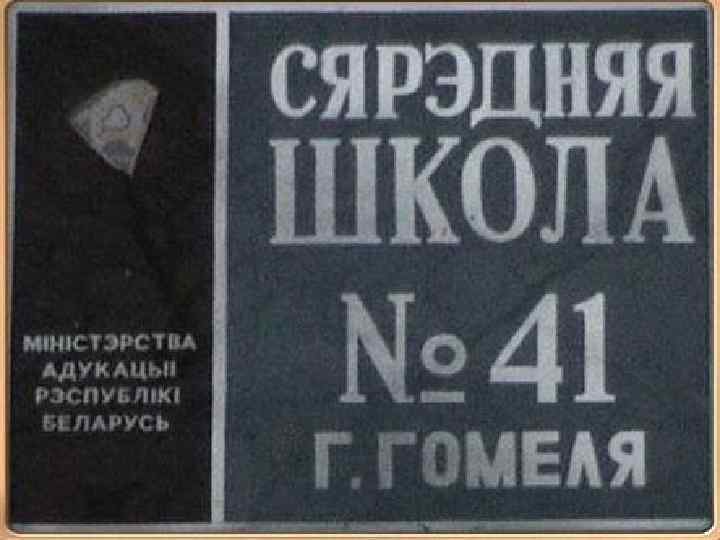 МІНІСТЭРСТВА
АДУКАЦЫІ
РЭСПУБЛІКІ
БЕЛАРУСЬ
СЯРЭДНЯЯ
ШКОЛА
№ 41
Г. ГОМЕЛЯ